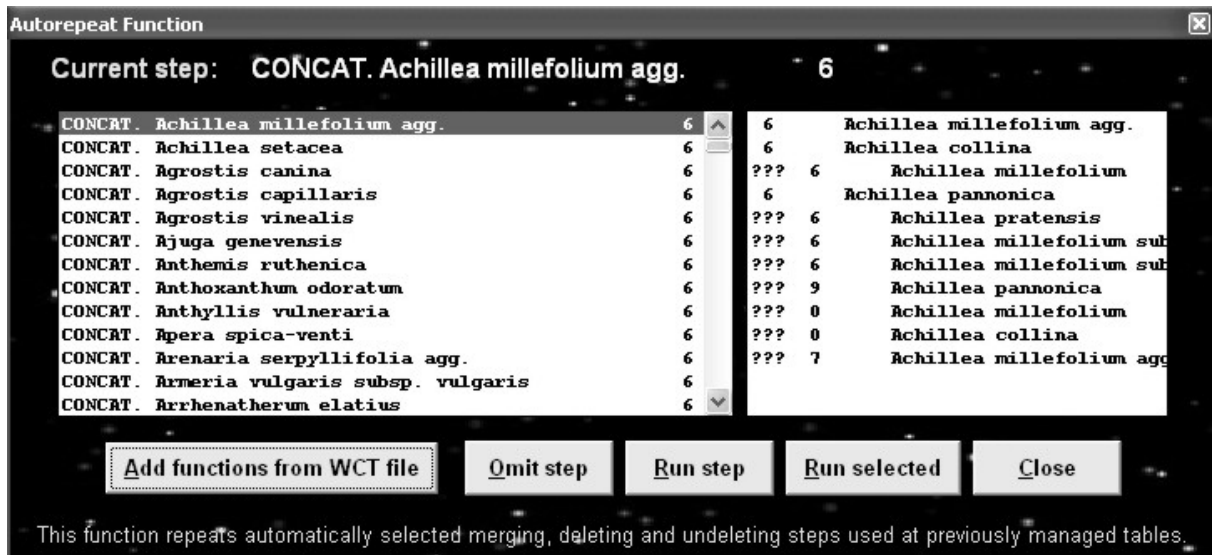 Autorepeat Function
Current step: CONCAT. Achillea millefolium agg. 6
CONCAT. Achillea millefolium agg. 6
CONCAT. Achillea setacea 6
CONCAT. Agrostis canina 6
CONCAT. Agrostis capillaris 6
CONCAT. Agrostis vinealis 6
CONCAT. Ajuga genevensis 6
CONCAT. Anthemis ruthenica 6
CONCAT. Anthoxanthum odoratum 6
CONCAT. Anthyllis vulneraria 6
CONCAT. Apera spica-venti 6
CONCAT. Arenaria serpyllifolia agg. 6
CONCAT. Armeria vulgaris subsp. vulgaris 6
CONCAT. Arrhenatherum elatius 6
6 Achillea millefolium agg.
6 Achillea collina
??? 6 Achillea millefolium
6 Achillea pannonica
??? 6 Achillea pratensis
??? 6 Achillea millefolium sub
??? 6 Achillea millefolium sub
??? 9 Achillea pannonica
??? 0 Achillea millefolium
??? 0 Achillea collina
??? 7 Achillea millefolium agg
Add functions from WCT file
Omit step
Run step
Run selected
Close
This function repeats automatically selected merging, deleting and undeleting steps used at previously managed tables.